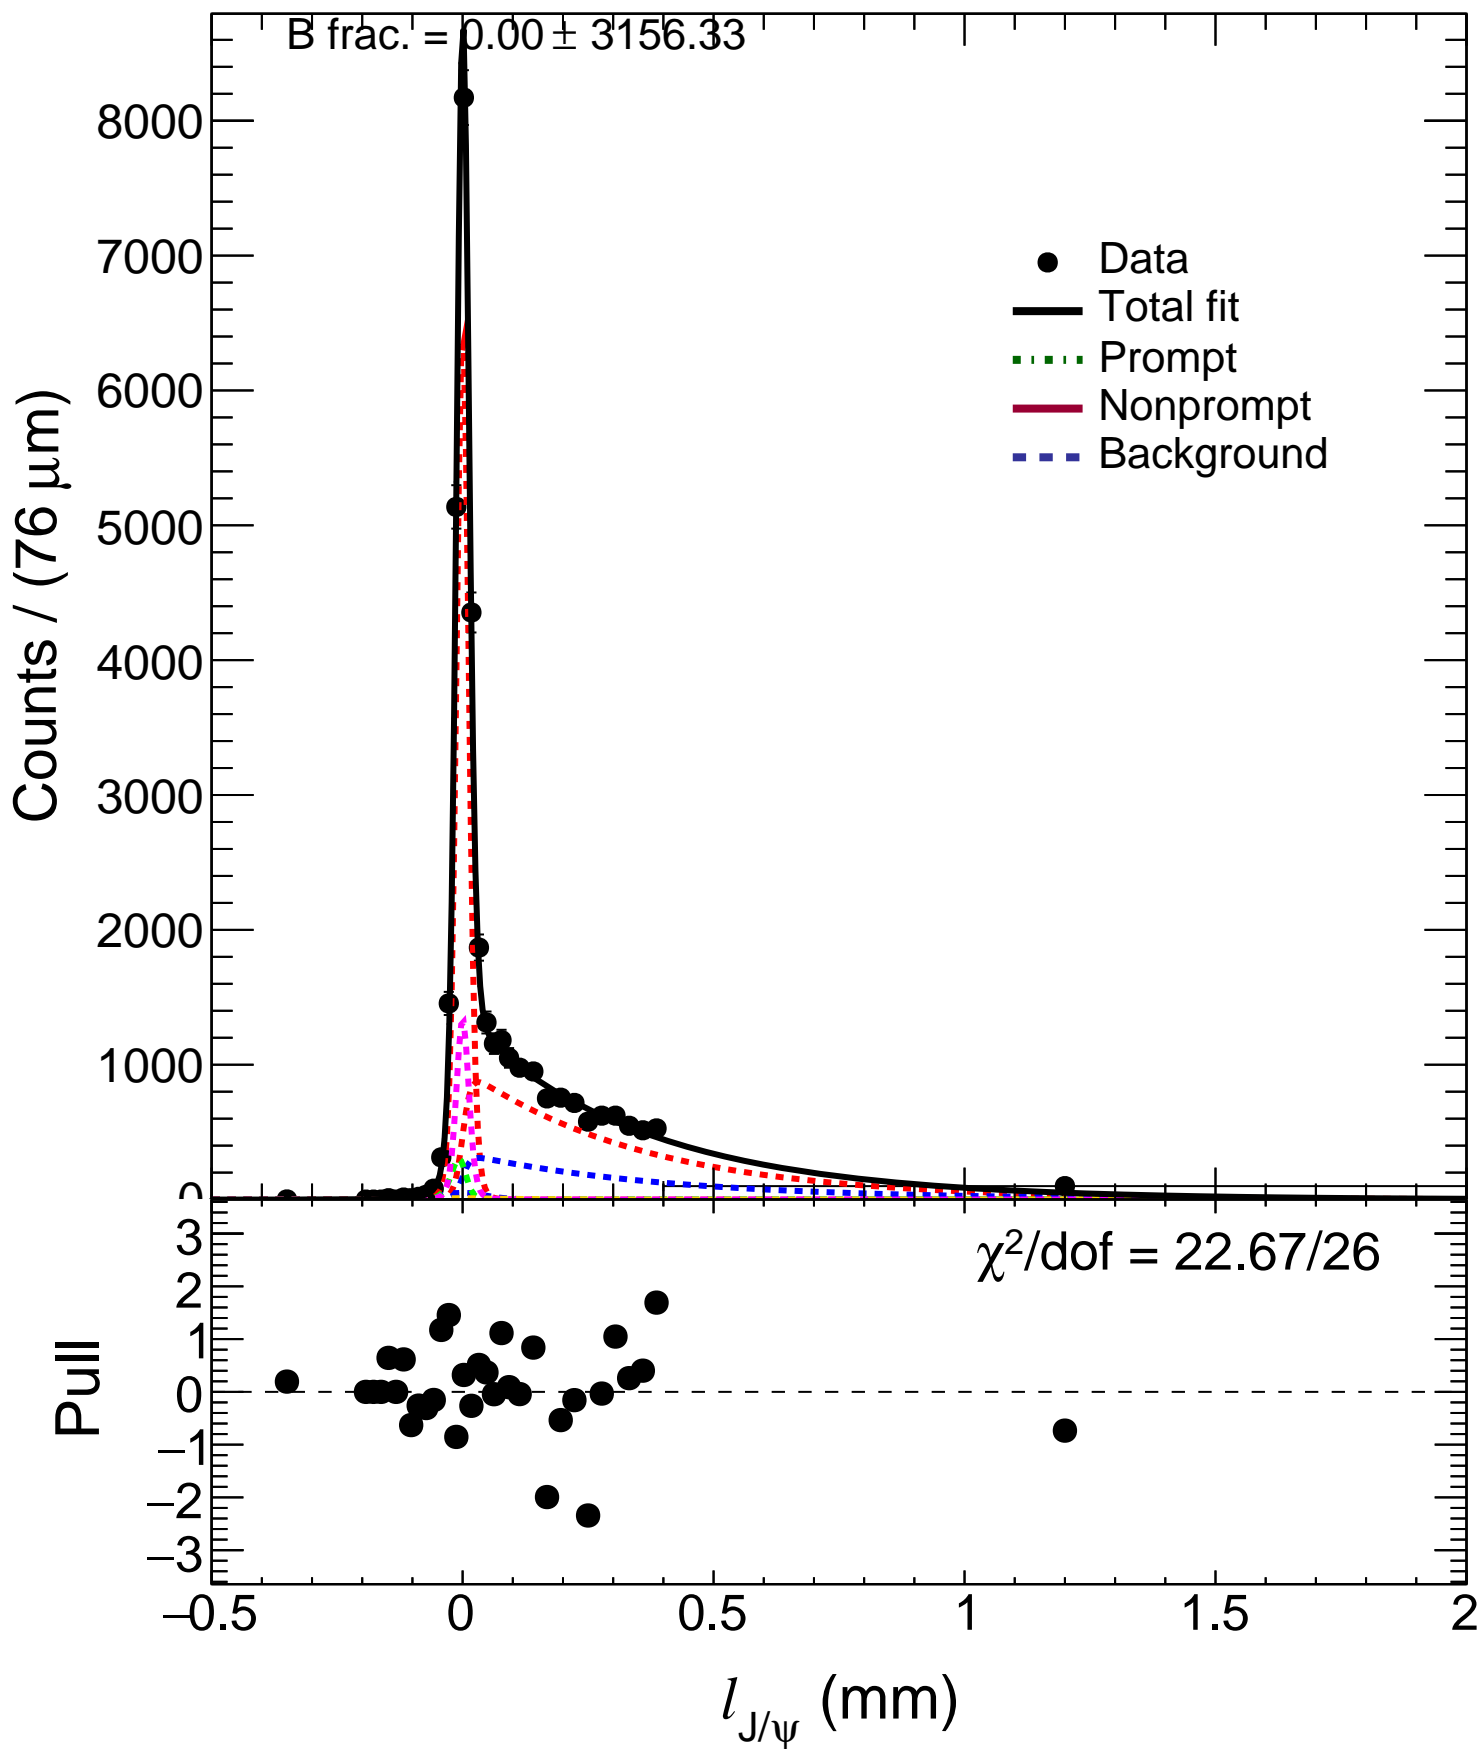 B frac. = 0.00 ± 3156.33
8000
7000
6000
5000
4000
3000
2000
1000
0
Counts / (76 μm)
Data
Total fit
Prompt
Nonprompt
Background
χ²/dof = 22.67/26
3
2
1
0
−1
−2
−3
Pull
−0.5 0 0.5 1 1.5 2
l J/ψ (mm)